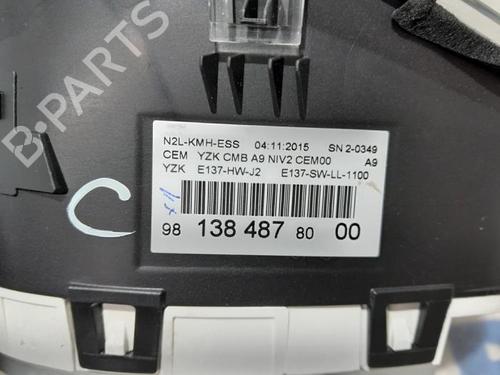 B-PARTS
N2L-KMH-ESS 04:11:2015 SN 2-0349
CEM YZK CMB A9 NIV2 CEM00 A9
YZK E137-HW-J2 E137-SW-LL-1100
x1
98 138 487 80 00
C